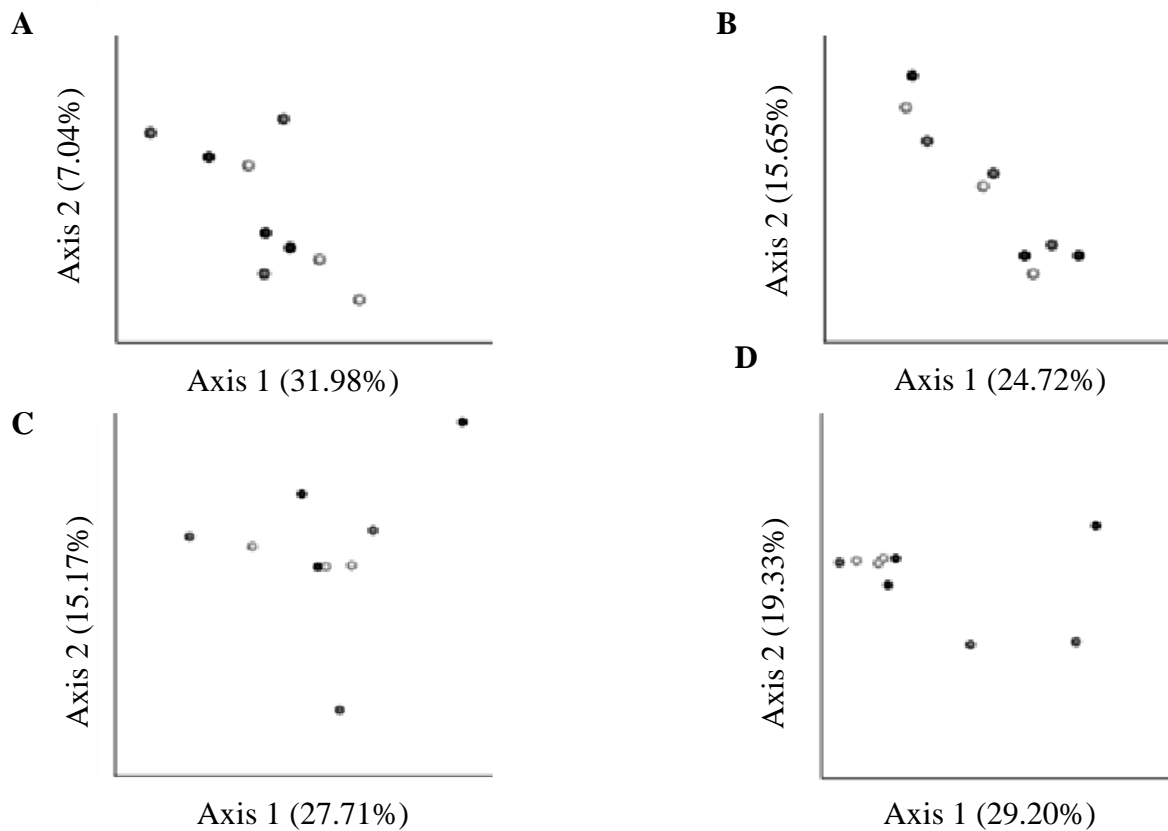 A
Axis 2 (7.04%)
Axis 1 (31.98%)
B
Axis 2 (15.65%)
Axis 1 (24.72%)
C
Axis 2 (15.17%)
Axis 1 (27.71%)
D
Axis 2 (19.33%)
Axis 1 (29.20%)